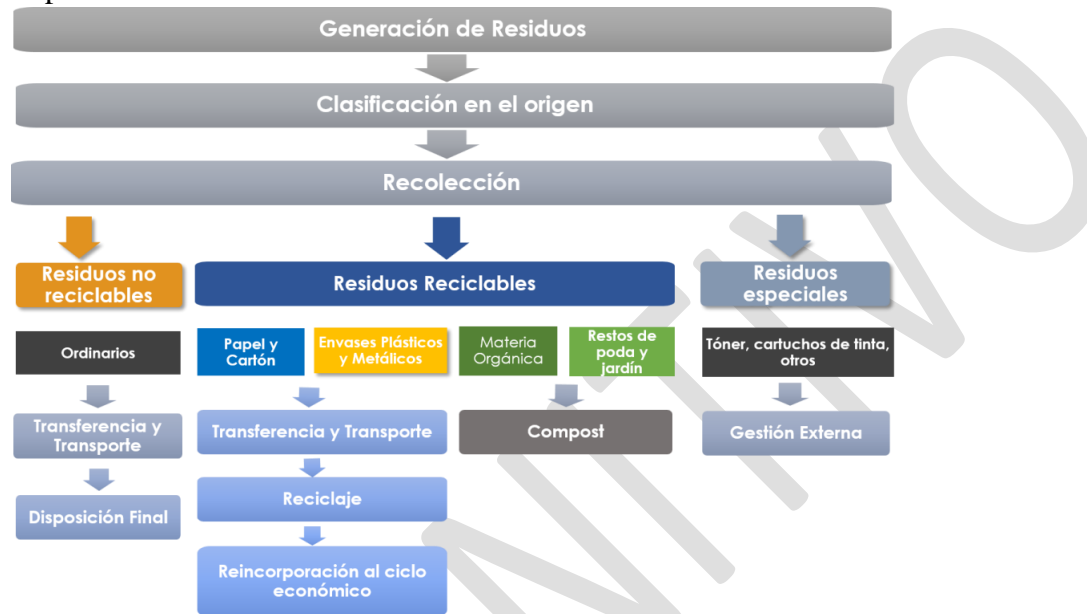 Generación de Residuos
Clasificación en el origen
Recolección
Residuos no
reciclables
Residuos Reciclables
Residuos
especiales
Ordinarios
Papel y
Cartón
Envases Plásticos
y Metálicos
Materia
Orgánica
Restos de
poda y
jardín
Tóner, cartuchos de tinta,
otros
Transferencia y
Transporte
Transferencia y Transporte
Compost
Gestión Externa
Disposición Final
Reciclaje
Reincorporación al ciclo
económico
NTIVO